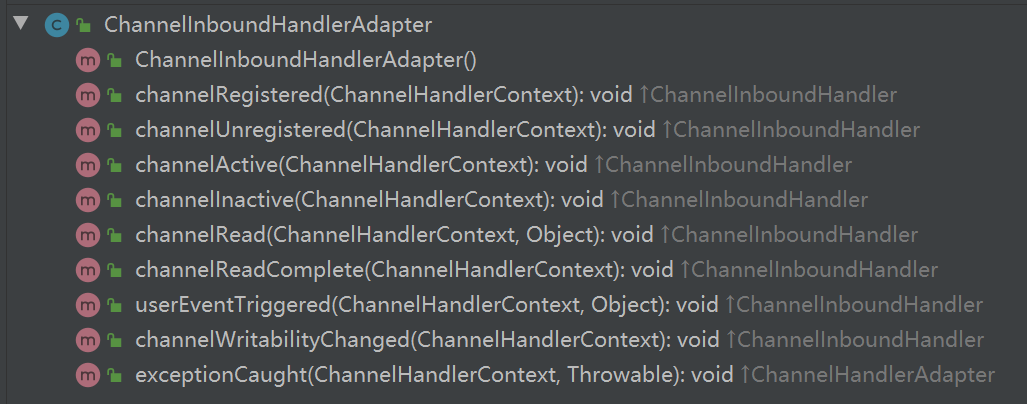 ChannelInboundHandlerAdapter
ChannelInboundHandlerAdapter()
channelRegistered(ChannelHandlerContext): void ↑ChannelInboundHandler
channelUnregistered(ChannelHandlerContext): void ↑ChannelInboundHandler
channelActive(ChannelHandlerContext): void ↑ChannelInboundHandler
channelInactive(ChannelHandlerContext): void ↑ChannelInboundHandler
channelRead(ChannelHandlerContext, Object): void ↑ChannelInboundHandler
channelReadComplete(ChannelHandlerContext): void ↑ChannelInboundHandler
userEventTriggered(ChannelHandlerContext, Object): void ↑ChannelInboundHandler
channelWritabilityChanged(ChannelHandlerContext): void ↑ChannelInboundHandler
exceptionCaught(ChannelHandlerContext, Throwable): void ↑ChannelHandlerAdapter